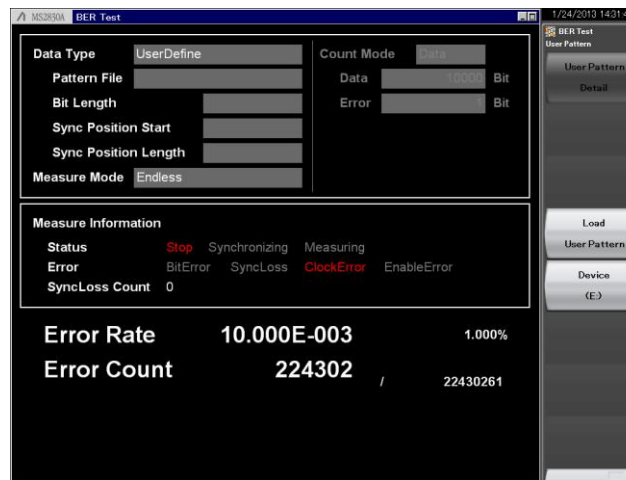 MS2830A BER Test
1/24/2013 14:31:4
BER Test
User Pattern
Data Type UserDefine Count Mode Data
Pattern File Data 10000 Bit
Bit Length Error 1 Bit
Sync Position Start
Sync Position Length
Measure Mode Endless
User Pattern
Detail
Measure Information
Status Stop Synchronizing Measuring
Error BitError SyncLoss ClockError EnableError
SyncLoss Count 0
Load
User Pattern
Device
(E:)
Error Rate 10.000E-003 1.000%
Error Count 224302 / 22430261